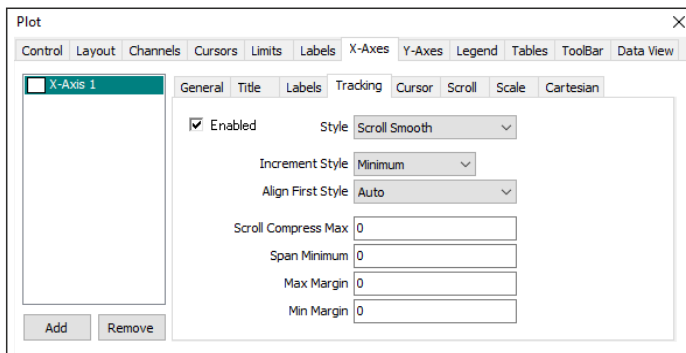 Plot
Control Layout Channels Cursors Limits Labels X-Axes Y-Axes Legend Tables ToolBar Data View
X-Axis 1
General Title Labels Tracking Cursor Scroll Scale Cartesian
Enabled Style Scroll Smooth
Increment Style Minimum
Align First Style Auto
Scroll Compress Max 0
Span Minimum 0
Max Margin 0
Min Margin 0
Add Remove